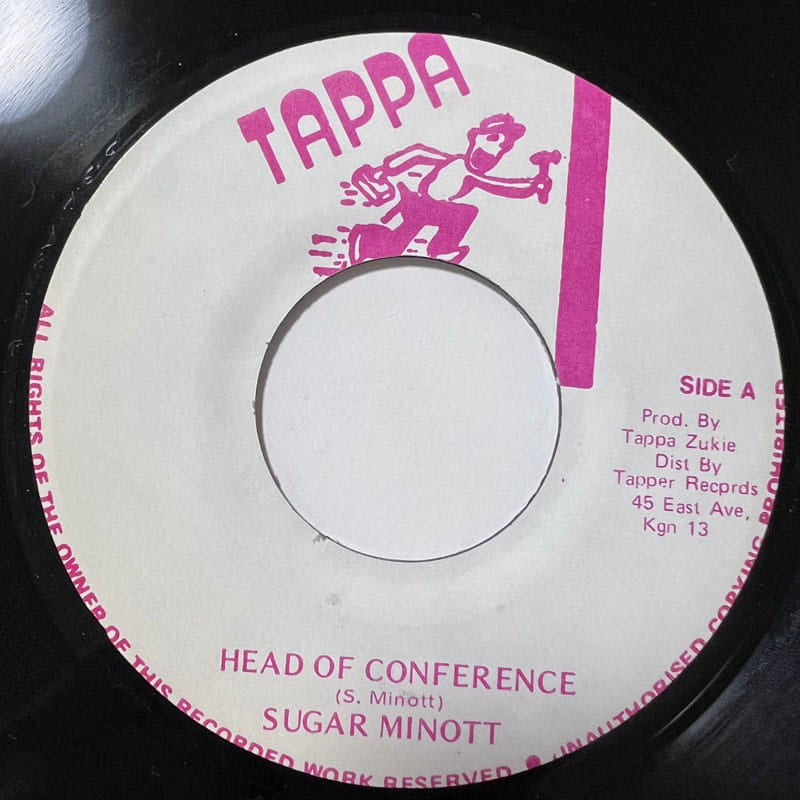 TAPPA
SIDE A
Prod. By
Tappa Zukie
Dist By
Tapper Recprds
45 East Ave,
Kgn 13
HEAD OF CONFERENCE
(S. Minott)
SUGAR MINOTT
ALL RIGHTS OF THE OWNER OF THIS RECORDED WORK RESERVED ● UNAUTHORISED COPYING PROHIBITED